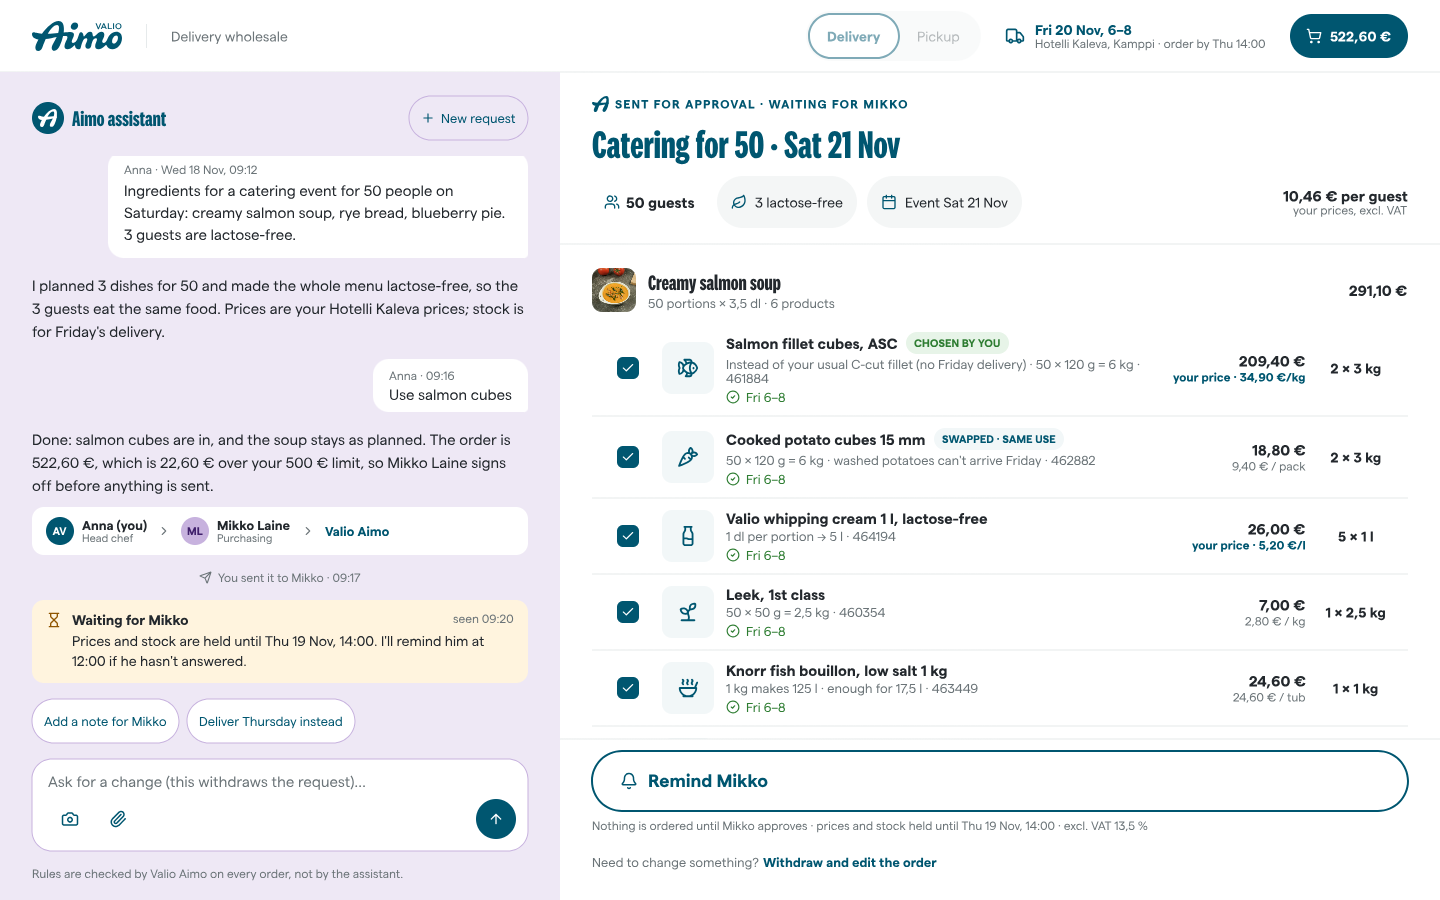 Aimo VALIO
Delivery wholesale
Delivery
Pickup
Fri 20 Nov, 6–8
Hotelli Kaleva, Kamppi · order by Thu 14:00
522,60 €
Aimo assistant
New request
Anna · Wed 18 Nov, 09:12
Ingredients for a catering event for 50 people on
Saturday: creamy salmon soup, rye bread, blueberry pie.
3 guests are lactose-free.
I planned 3 dishes for 50 and made the whole menu lactose-free, so the
3 guests eat the same food. Prices are your Hotelli Kaleva prices; stock is
for Friday's delivery.
Anna · 09:16
Use salmon cubes
Done: salmon cubes are in, and the soup stays as planned. The order is
522,60 €, which is 22,60 € over your 500 € limit, so Mikko Laine signs
off before anything is sent.
AV
Anna (you)
Head chef
ML
Mikko Laine
Purchasing
Valio Aimo
You sent it to Mikko · 09:17
Waiting for Mikko
seen 09:20
Prices and stock are held until Thu 19 Nov, 14:00. I'll remind him at
12:00 if he hasn't answered.
Add a note for Mikko
Deliver Thursday instead
Ask for a change (this withdraws the request)...
Rules are checked by Valio Aimo on every order, not by the assistant.
SENT FOR APPROVAL · WAITING FOR MIKKO
Catering for 50 · Sat 21 Nov
50 guests
3 lactose-free
Event Sat 21 Nov
10,46 € per guest
your prices, excl. VAT
Creamy salmon soup
50 portions × 3,5 dl · 6 products
291,10 €
Salmon fillet cubes, ASC
CHOSEN BY YOU
Instead of your usual C-cut fillet (no Friday delivery) · 50 × 120 g = 6 kg ·
461884
Fri 6–8
209,40 €
your price · 34,90 €/kg
2 × 3 kg
Cooked potato cubes 15 mm
SWAPPED · SAME USE
50 × 120 g = 6 kg · washed potatoes can't arrive Friday · 462882
Fri 6–8
18,80 €
9,40 € / pack
2 × 3 kg
Valio whipping cream 1 l, lactose-free
1 dl per portion → 5 l · 464194
Fri 6–8
26,00 €
your price · 5,20 €/l
5 × 1 l
Leek, 1st class
50 × 50 g = 2,5 kg · 460354
Fri 6–8
7,00 €
2,80 € / kg
1 × 2,5 kg
Knorr fish bouillon, low salt 1 kg
1 kg makes 125 l · enough for 17,5 l · 463449
Fri 6–8
24,60 €
24,60 € / tub
1 × 1 kg
Remind Mikko
Nothing is ordered until Mikko approves · prices and stock held until Thu 19 Nov, 14:00 · excl. VAT 13,5 %
Need to change something? Withdraw and edit the order